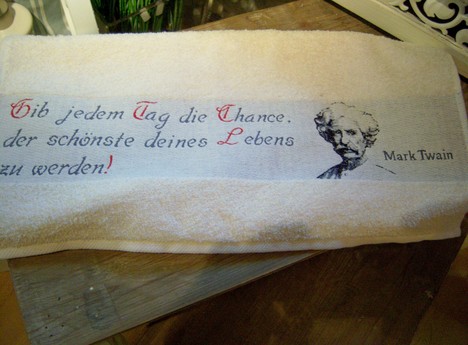 Gib jedem Tag die Chance.
der schönste deines Lebens
zu werden!
Mark Twain